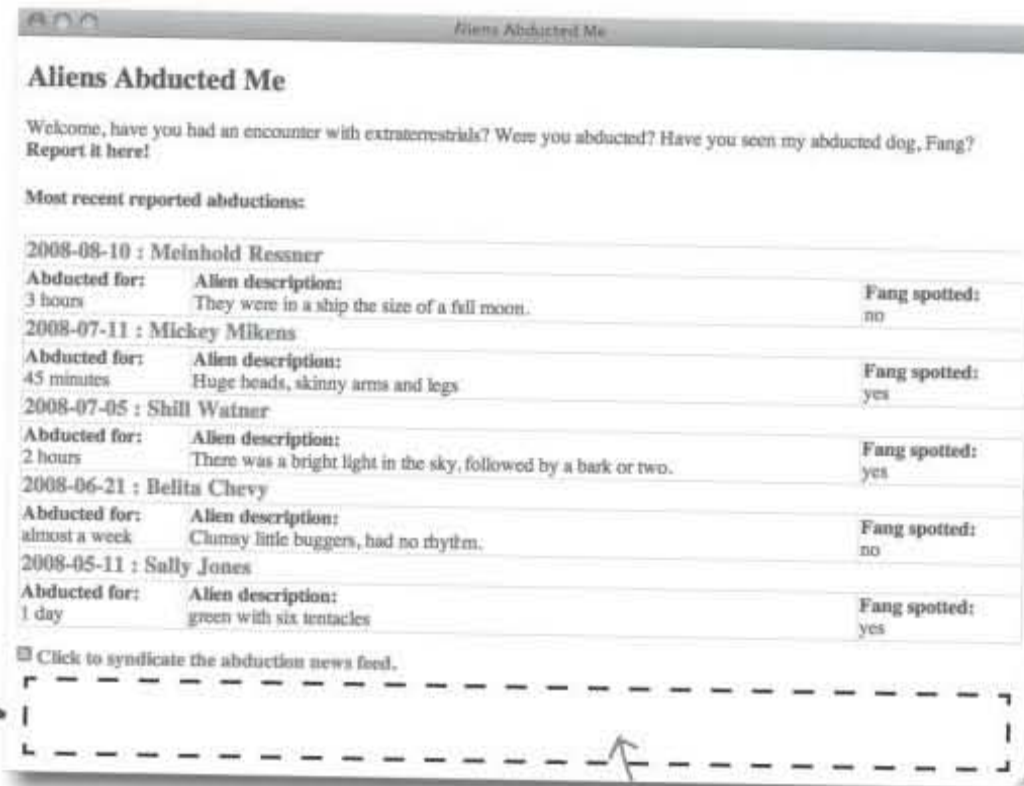 Aliens Abducted Me
Aliens Abducted Me
Welcome, have you had an encounter with extraterrestrials? Were you abducted? Have you seen my abducted dog, Fang?
Report it here!
Most recent reported abductions:
2008-08-10 : Meinhold Ressner
Abducted for: Alien description: Fang spotted:
3 hours They were in a ship the size of a full moon. no
2008-07-11 : Mickey Mikens
Abducted for: Alien description: Fang spotted:
45 minutes Huge heads, skinny arms and legs yes
2008-07-05 : Shill Watner
Abducted for: Alien description: Fang spotted:
2 hours There was a bright light in the sky, followed by a bark or two. yes
2008-06-21 : Belita Chevy
Abducted for: Alien description: Fang spotted:
almost a week Clumsy little buggers, had no rhythm. no
2008-05-11 : Sally Jones
Abducted for: Alien description: Fang spotted:
1 day green with six tentacles yes
Click to syndicate the abduction news feed.